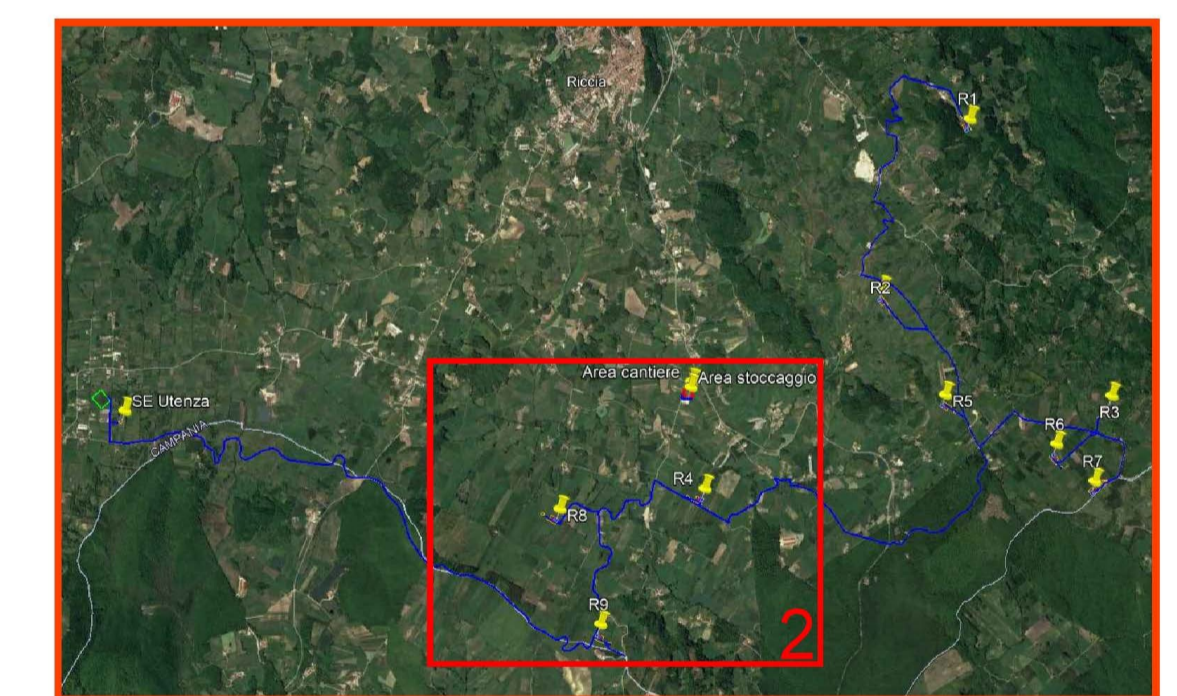 Riccia
R1
R2
Area cantiere
Area stoccaggio
SE Utenza
R5
R3
CAMPANIA
R6
R4
R7
R8
R9
2